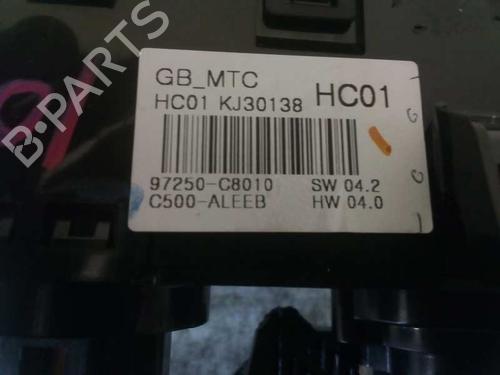 GB_MTC
HC01 KJ30138 HC01
97250-C8010 SW 04.2
C500-ALEEB HW 04.0
B-PARTS